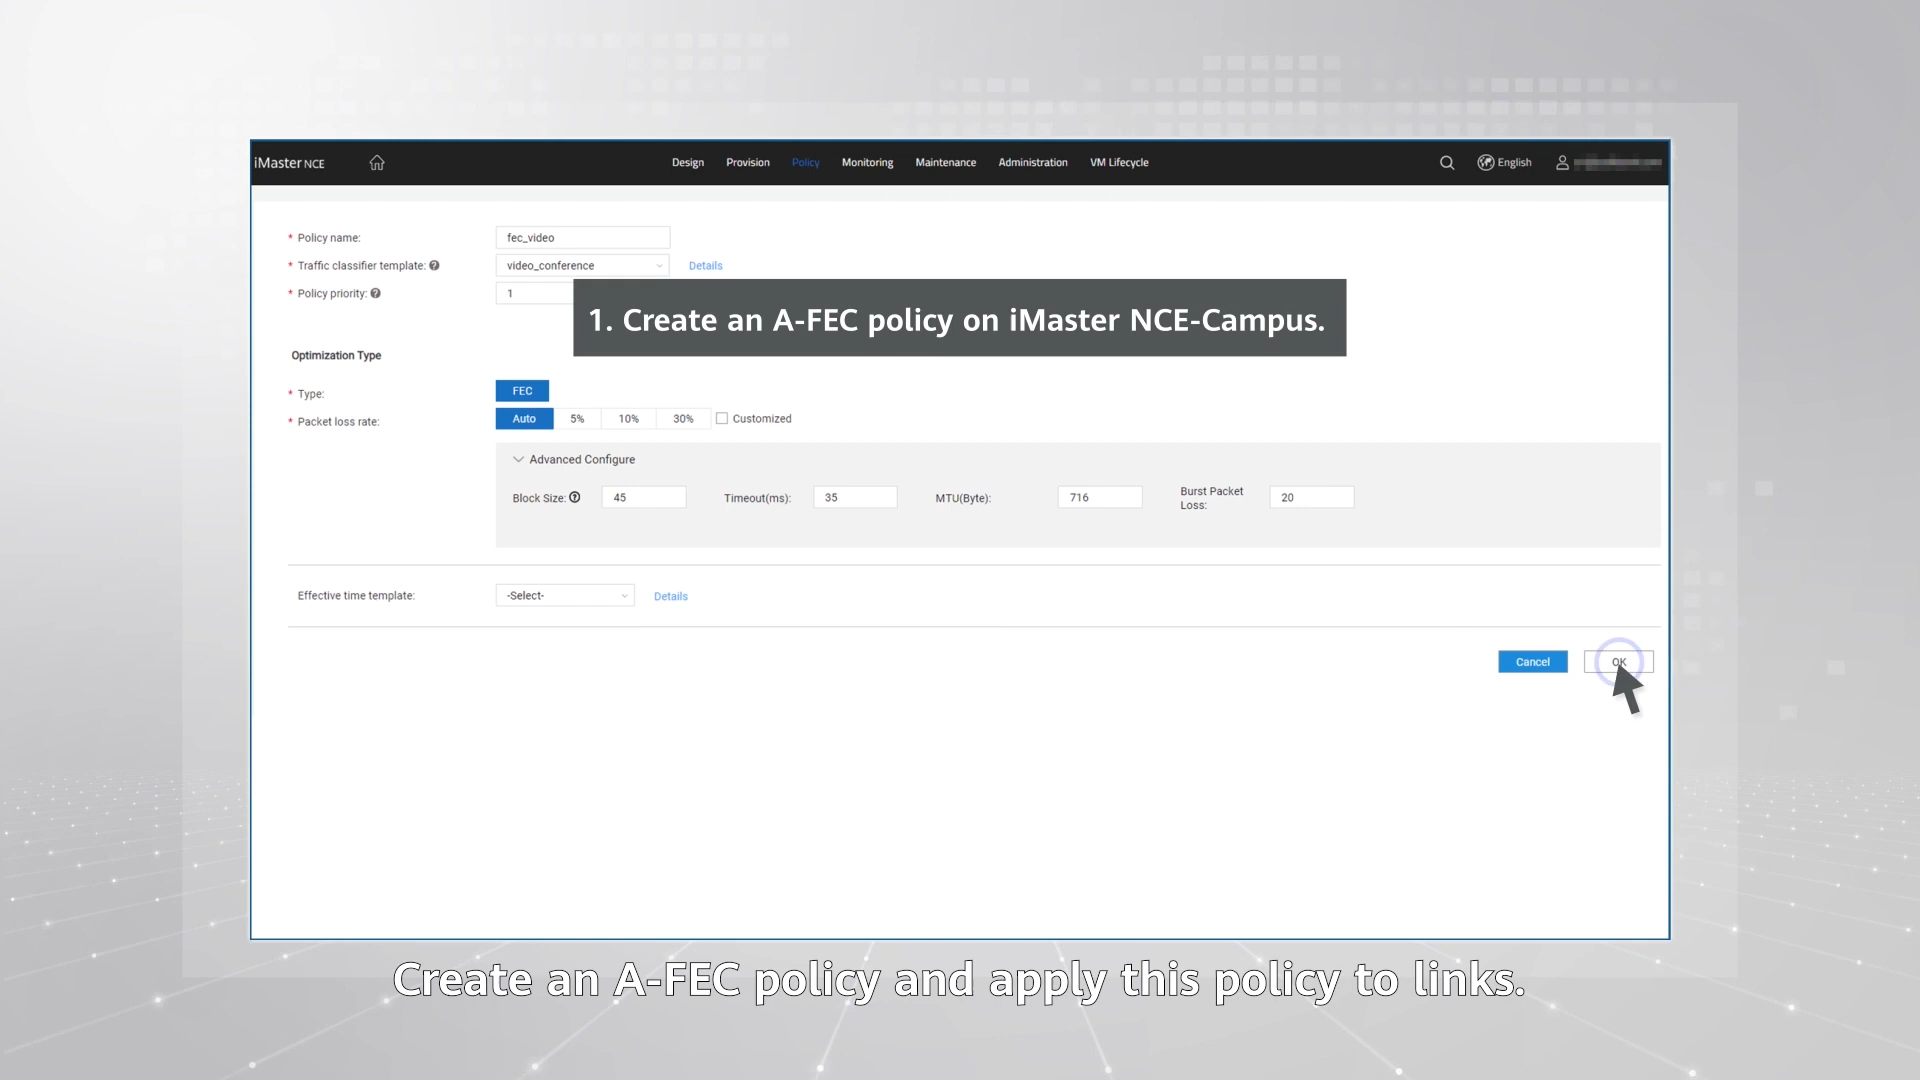 iMaster NCE
Design Provision Policy Monitoring Maintenance Administration VM Lifecycle
English
* Policy name: fec_video
* Traffic classifier template: video_conference Details
* Policy priority: 1
1. Create an A-FEC policy on iMaster NCE-Campus.
Optimization Type
* Type: FEC
* Packet loss rate: Auto 5% 10% 30% Customized
Advanced Configure
Block Size: 45 Timeout(ms): 35 MTU(Byte): 716 Burst Packet Loss: 20
Effective time template: -Select- Details
Cancel OK
Create an A-FEC policy and apply this policy to links.